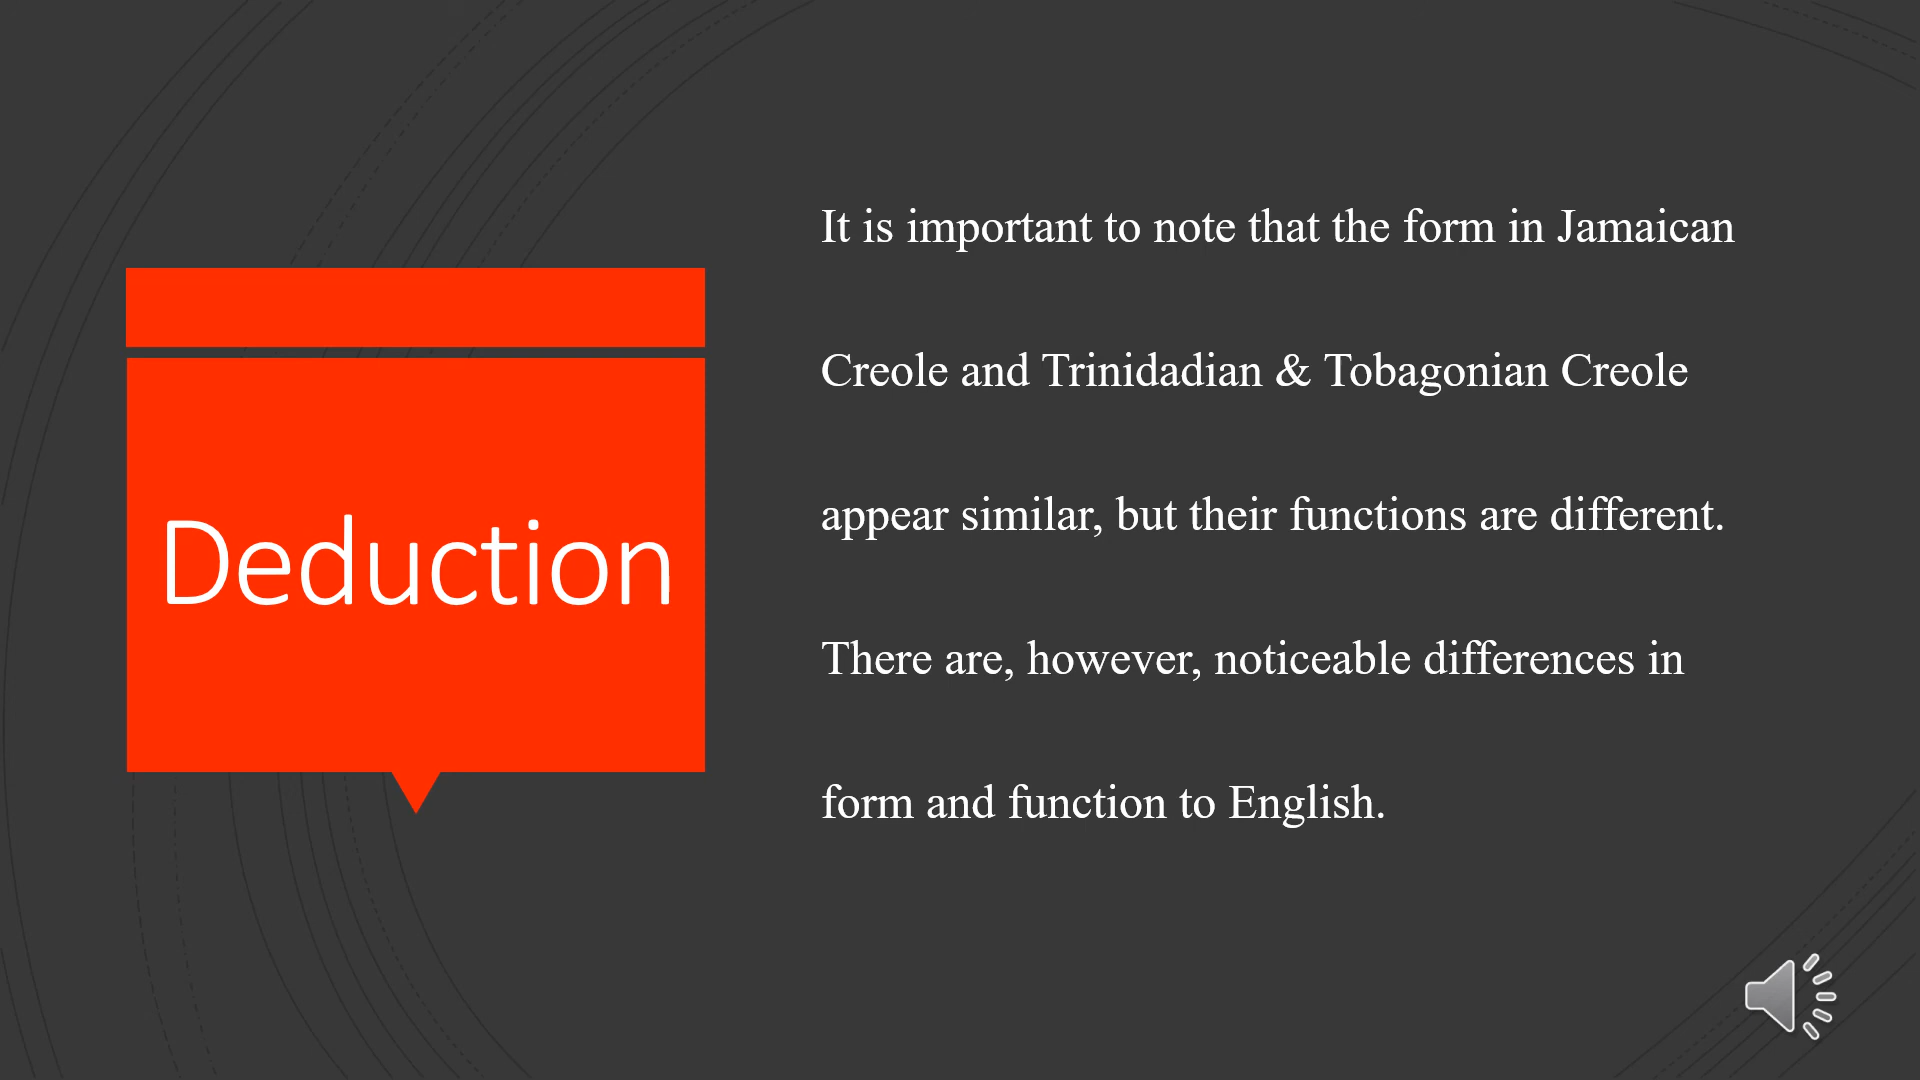 Deduction
It is important to note that the form in Jamaican
Creole and Trinidadian & Tobagonian Creole
appear similar, but their functions are different.
There are, however, noticeable differences in
form and function to English.